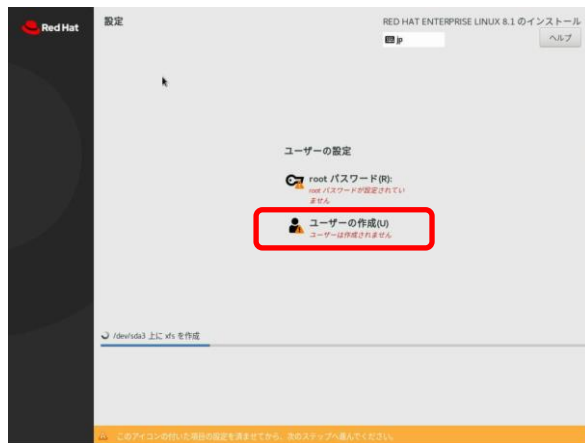 Red Hat
設定
RED HAT ENTERPRISE LINUX 8.1 のインストール
jp
ヘルプ
ユーザーの設定
root パスワード(R):
root パスワードが設定されてい
ません
ユーザーの作成(U)
ユーザーは作成されません
/dev/sda3 上に xfs を作成
このアイコンの付いた項目の設定を済ませてから、次のステップへ進んでください。